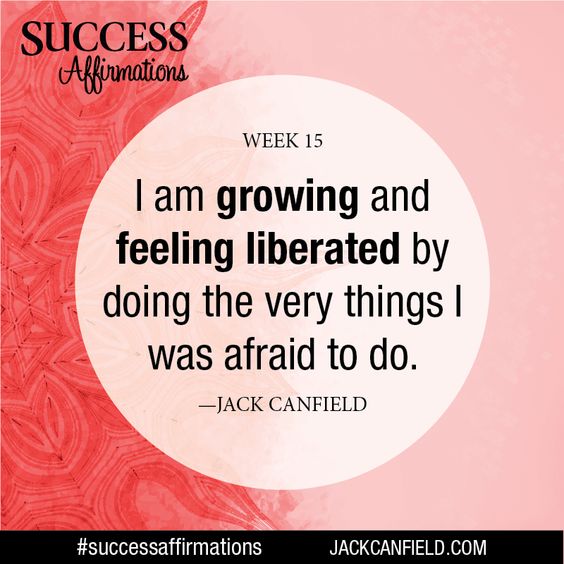 SUCCESS
Affirmations
WEEK 15
I am growing and
feeling liberated by
doing the very things I
was afraid to do.
—JACK CANFIELD
#successaffirmations JACKCANFIELD.COM